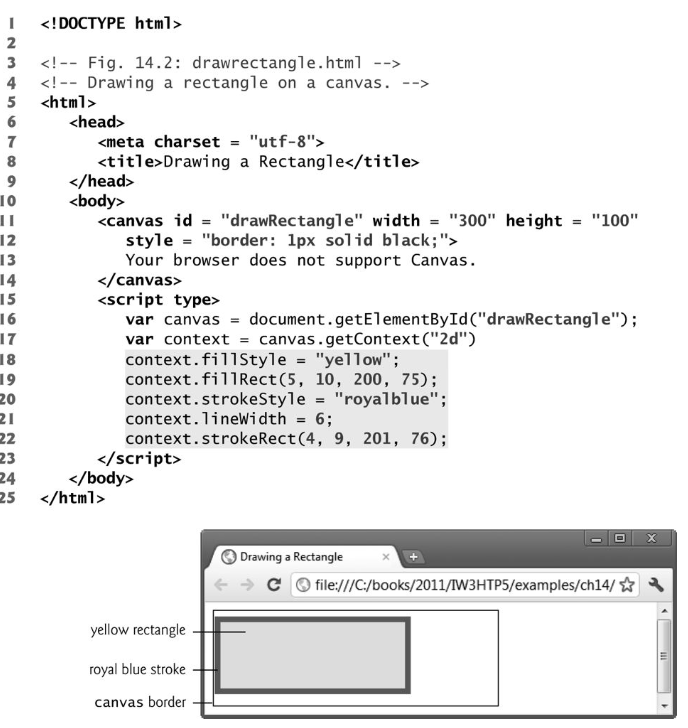 1 <!DOCTYPE html>
2
3 <!-- Fig. 14.2: drawrectangle.html -->
4 <!-- Drawing a rectangle on a canvas. -->
5 <html>
6 <head>
7 <meta charset = "utf-8">
8 <title>Drawing a Rectangle</title>
9 </head>
10 <body>
11 <canvas id = "drawRectangle" width = "300" height = "100"
12 style = "border: 1px solid black;">
13 Your browser does not support Canvas.
14 </canvas>
15 <script type>
16 var canvas = document.getElementById("drawRectangle");
17 var context = canvas.getContext("2d")
18 context.fillStyle = "yellow";
19 context.fillRect(5, 10, 200, 75);
20 context.strokeStyle = "royalblue";
21 context.lineWidth = 6;
22 context.strokeRect(4, 9, 201, 76);
23 </script>
24 </body>
25 </html>
Drawing a Rectangle
file:///C:/books/2011/IW3HTP5/examples/ch14/
yellow rectangle
royal blue stroke
canvas border